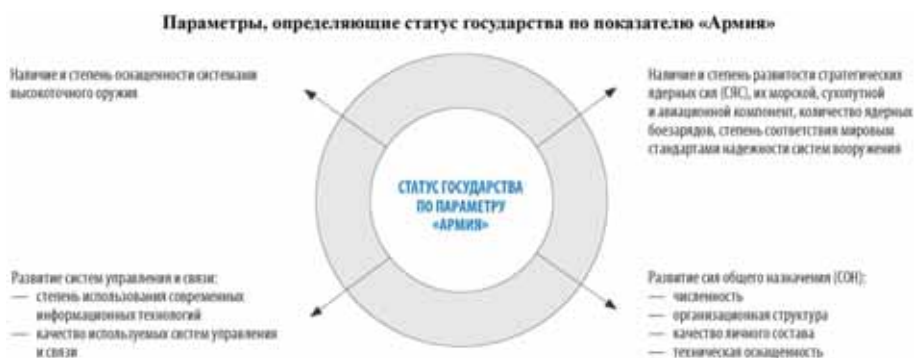 Параметры, определяющие статус государства по показателю «Армия»
Наличие и степень оснащенности системами
высокоточного оружия
Наличие и степень развитости стратегических
ядерных сил (СЯС), их морской, сухопутной
и авиационной компонент, количество ядерных
боезарядов, степень соответствия мировым
стандартами надежности систем вооружения
СТАТУС ГОСУДАРСТВА
ПО ПАРАМЕТРУ
«АРМИЯ»
Развитие систем управления и связи:
— степень использования современных
информационных технологий
— качество используемых систем управления
и связи
Развитие сил общего назначения (СОН):
— численность
— организационная структура
— качество личного состава
— техническая оснащенность